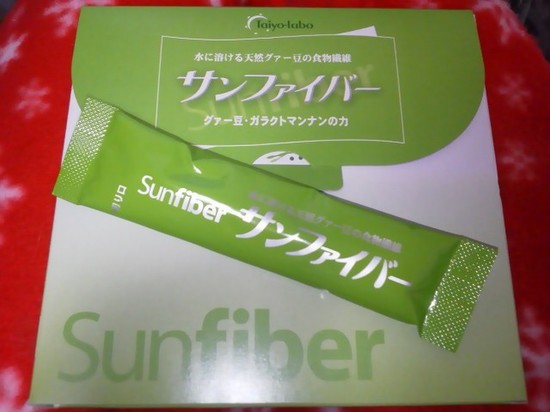 Taiyo-labo
水に溶ける天然グァー豆の食物繊維
サンファイバー
グァー豆・ガラクトマンナンの力
Sunfiber
サンファイバー
Sunfiber